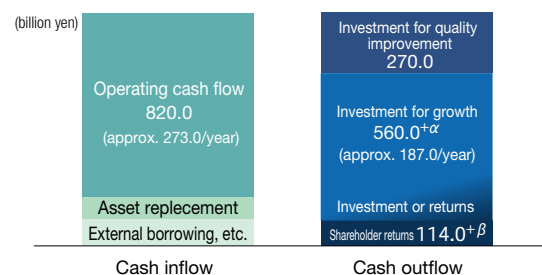 (billion yen)
Operating cash flow
820.0
(approx. 273.0/year)
Asset replecement
External borrowing, etc.
Cash inflow
Investment for quality
improvement
270.0
Investment for growth
560.0+α
(approx. 187.0/year)
Investment or returns
Shareholder returns 114.0+β
Cash outflow